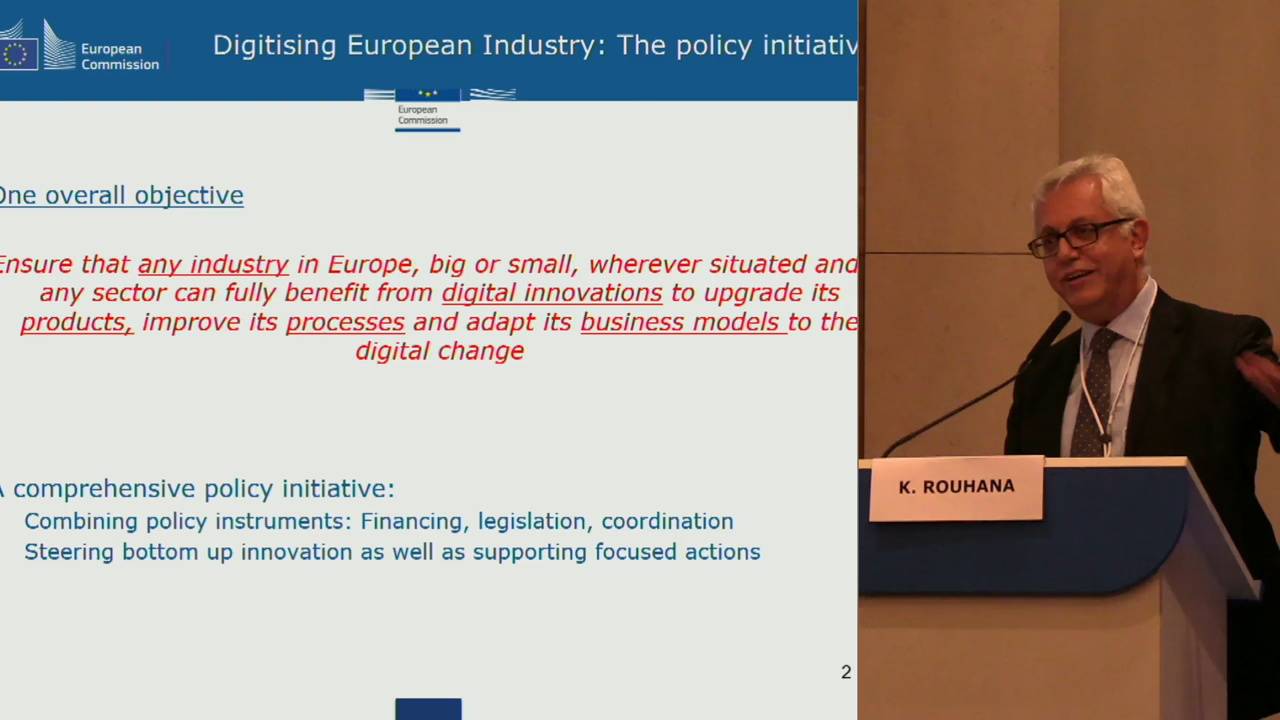 European
Commission
Digitising European Industry: The policy initiativ
European
Commission
One overall objective
Ensure that any industry in Europe, big or small, wherever situated and
any sector can fully benefit from digital innovations to upgrade its
products, improve its processes and adapt its business models to the
digital change
A comprehensive policy initiative:
Combining policy instruments: Financing, legislation, coordination
Steering bottom up innovation as well as supporting focused actions
2
K. ROUHANA